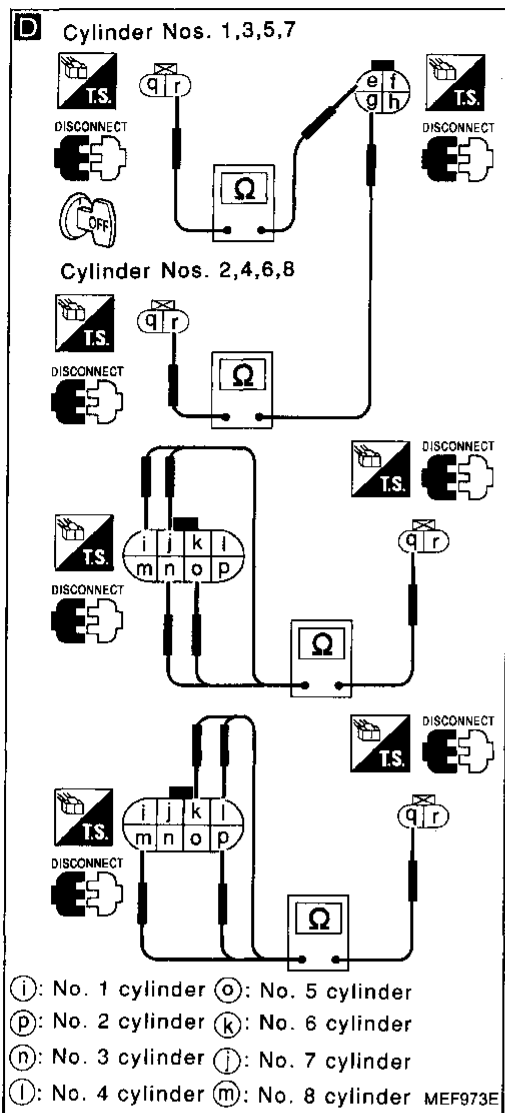 D Cylinder Nos. 1,3,5,7
T.S.
DISCONNECT
OFF
q r
Ω
e f
g h
T.S.
DISCONNECT
Cylinder Nos. 2,4,6,8
T.S.
DISCONNECT
q r
Ω
T.S.
DISCONNECT
T.S.
DISCONNECT
i j k l
m n o p
q r
Ω
T.S.
DISCONNECT
T.S.
DISCONNECT
i j k l
m n o p
q r
Ω
i: No. 1 cylinder o: No. 5 cylinder
p: No. 2 cylinder k: No. 6 cylinder
n: No. 3 cylinder j: No. 7 cylinder
l: No. 4 cylinder m: No. 8 cylinder MEF973E